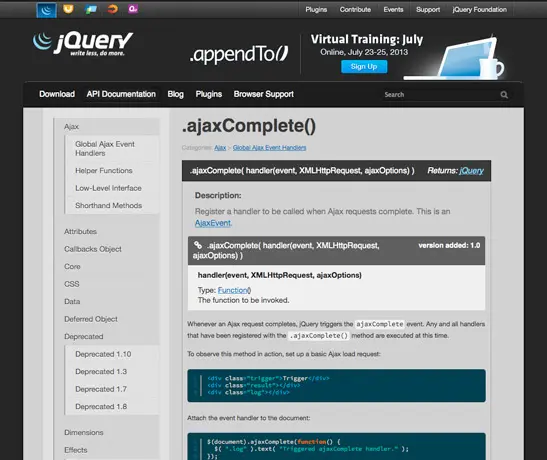 Plugins Contribute Events Support jQuery Foundation
jQuery
write less, do more.
.appendTo()
Virtual Training: July
Online, July 23-25, 2013
Sign Up
Download API Documentation Blog Plugins Browser Support Search
Ajax
Global Ajax Event
Handlers
Helper Functions
Low-Level Interface
Shorthand Methods
Attributes
Callbacks Object
Core
CSS
Data
Deferred Object
Deprecated
Deprecated 1.10
Deprecated 1.3
Deprecated 1.7
Deprecated 1.8
Dimensions
Effects
.ajaxComplete()
Categories: Ajax > Global Ajax Event Handlers
.ajaxComplete( handler(event, XMLHttpRequest, ajaxOptions) ) Returns: jQuery
Description:
Register a handler to be called when Ajax requests complete. This is an
AjaxEvent.
.ajaxComplete( handler(event, XMLHttpRequest, version added: 1.0
ajaxOptions) )
handler(event, XMLHttpRequest, ajaxOptions)
Type: Function()
The function to be invoked.
Whenever an Ajax request completes, jQuery triggers the ajaxComplete event. Any and all handlers
that have been registered with the .ajaxComplete() method are executed at this time.
To observe this method in action, set up a basic Ajax load request:
<div class="trigger">Trigger</div>
<div class="result"></div>
<div class="log"></div>
Attach the event handler to the document:
$(document).ajaxComplete(function() {
$( ".log" ).text( "Triggered ajaxComplete handler." );
});